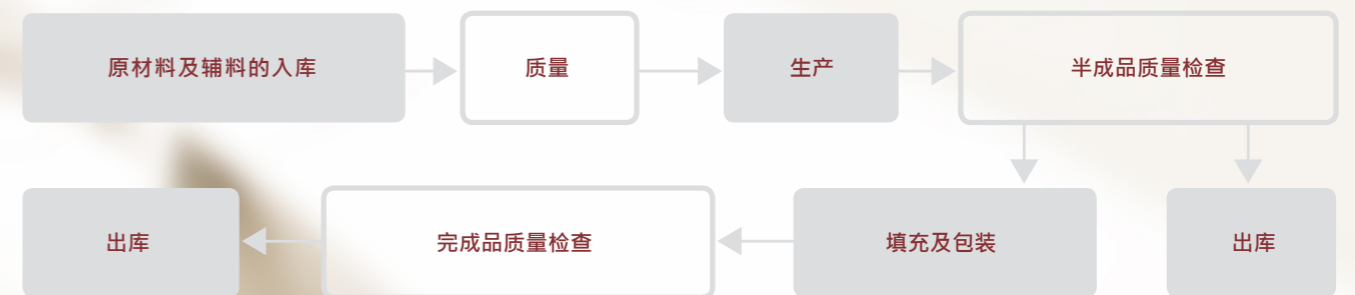 原材料及辅料的入库
质量
生产
半成品质量检查
出库
完成品质量检查
填充及包装
出库